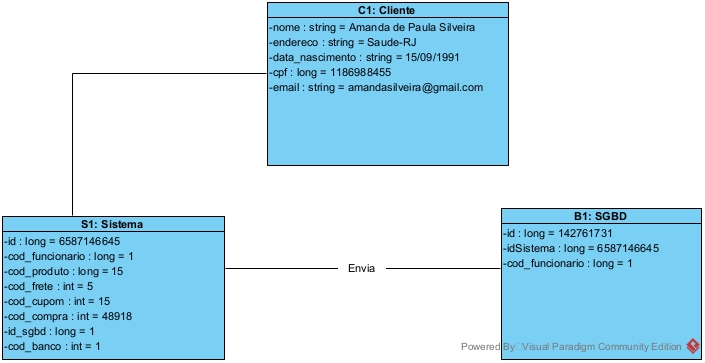 C1: Cliente
-nome : string = Amanda de Paula Silveira
-endereco : string = Saude-RJ
-data_nascimento : string = 15/09/1991
-cpf : long = 1186988455
-email : string = amandasilveira@gmail.com
S1: Sistema
-id : long = 6587146645
-cod_funcionario : long = 1
-cod_produto : long = 15
-cod_frete : int = 5
-cod_cupom : int = 15
-cod_compra : int = 48918
-id_sgbd : long = 1
-cod_banco : int = 1
Envia
B1: SGBD
-id : long = 142761731
-idSistema : long = 6587146645
-cod_funcionario : long = 1
Powered By Visual Paradigm Community Edition